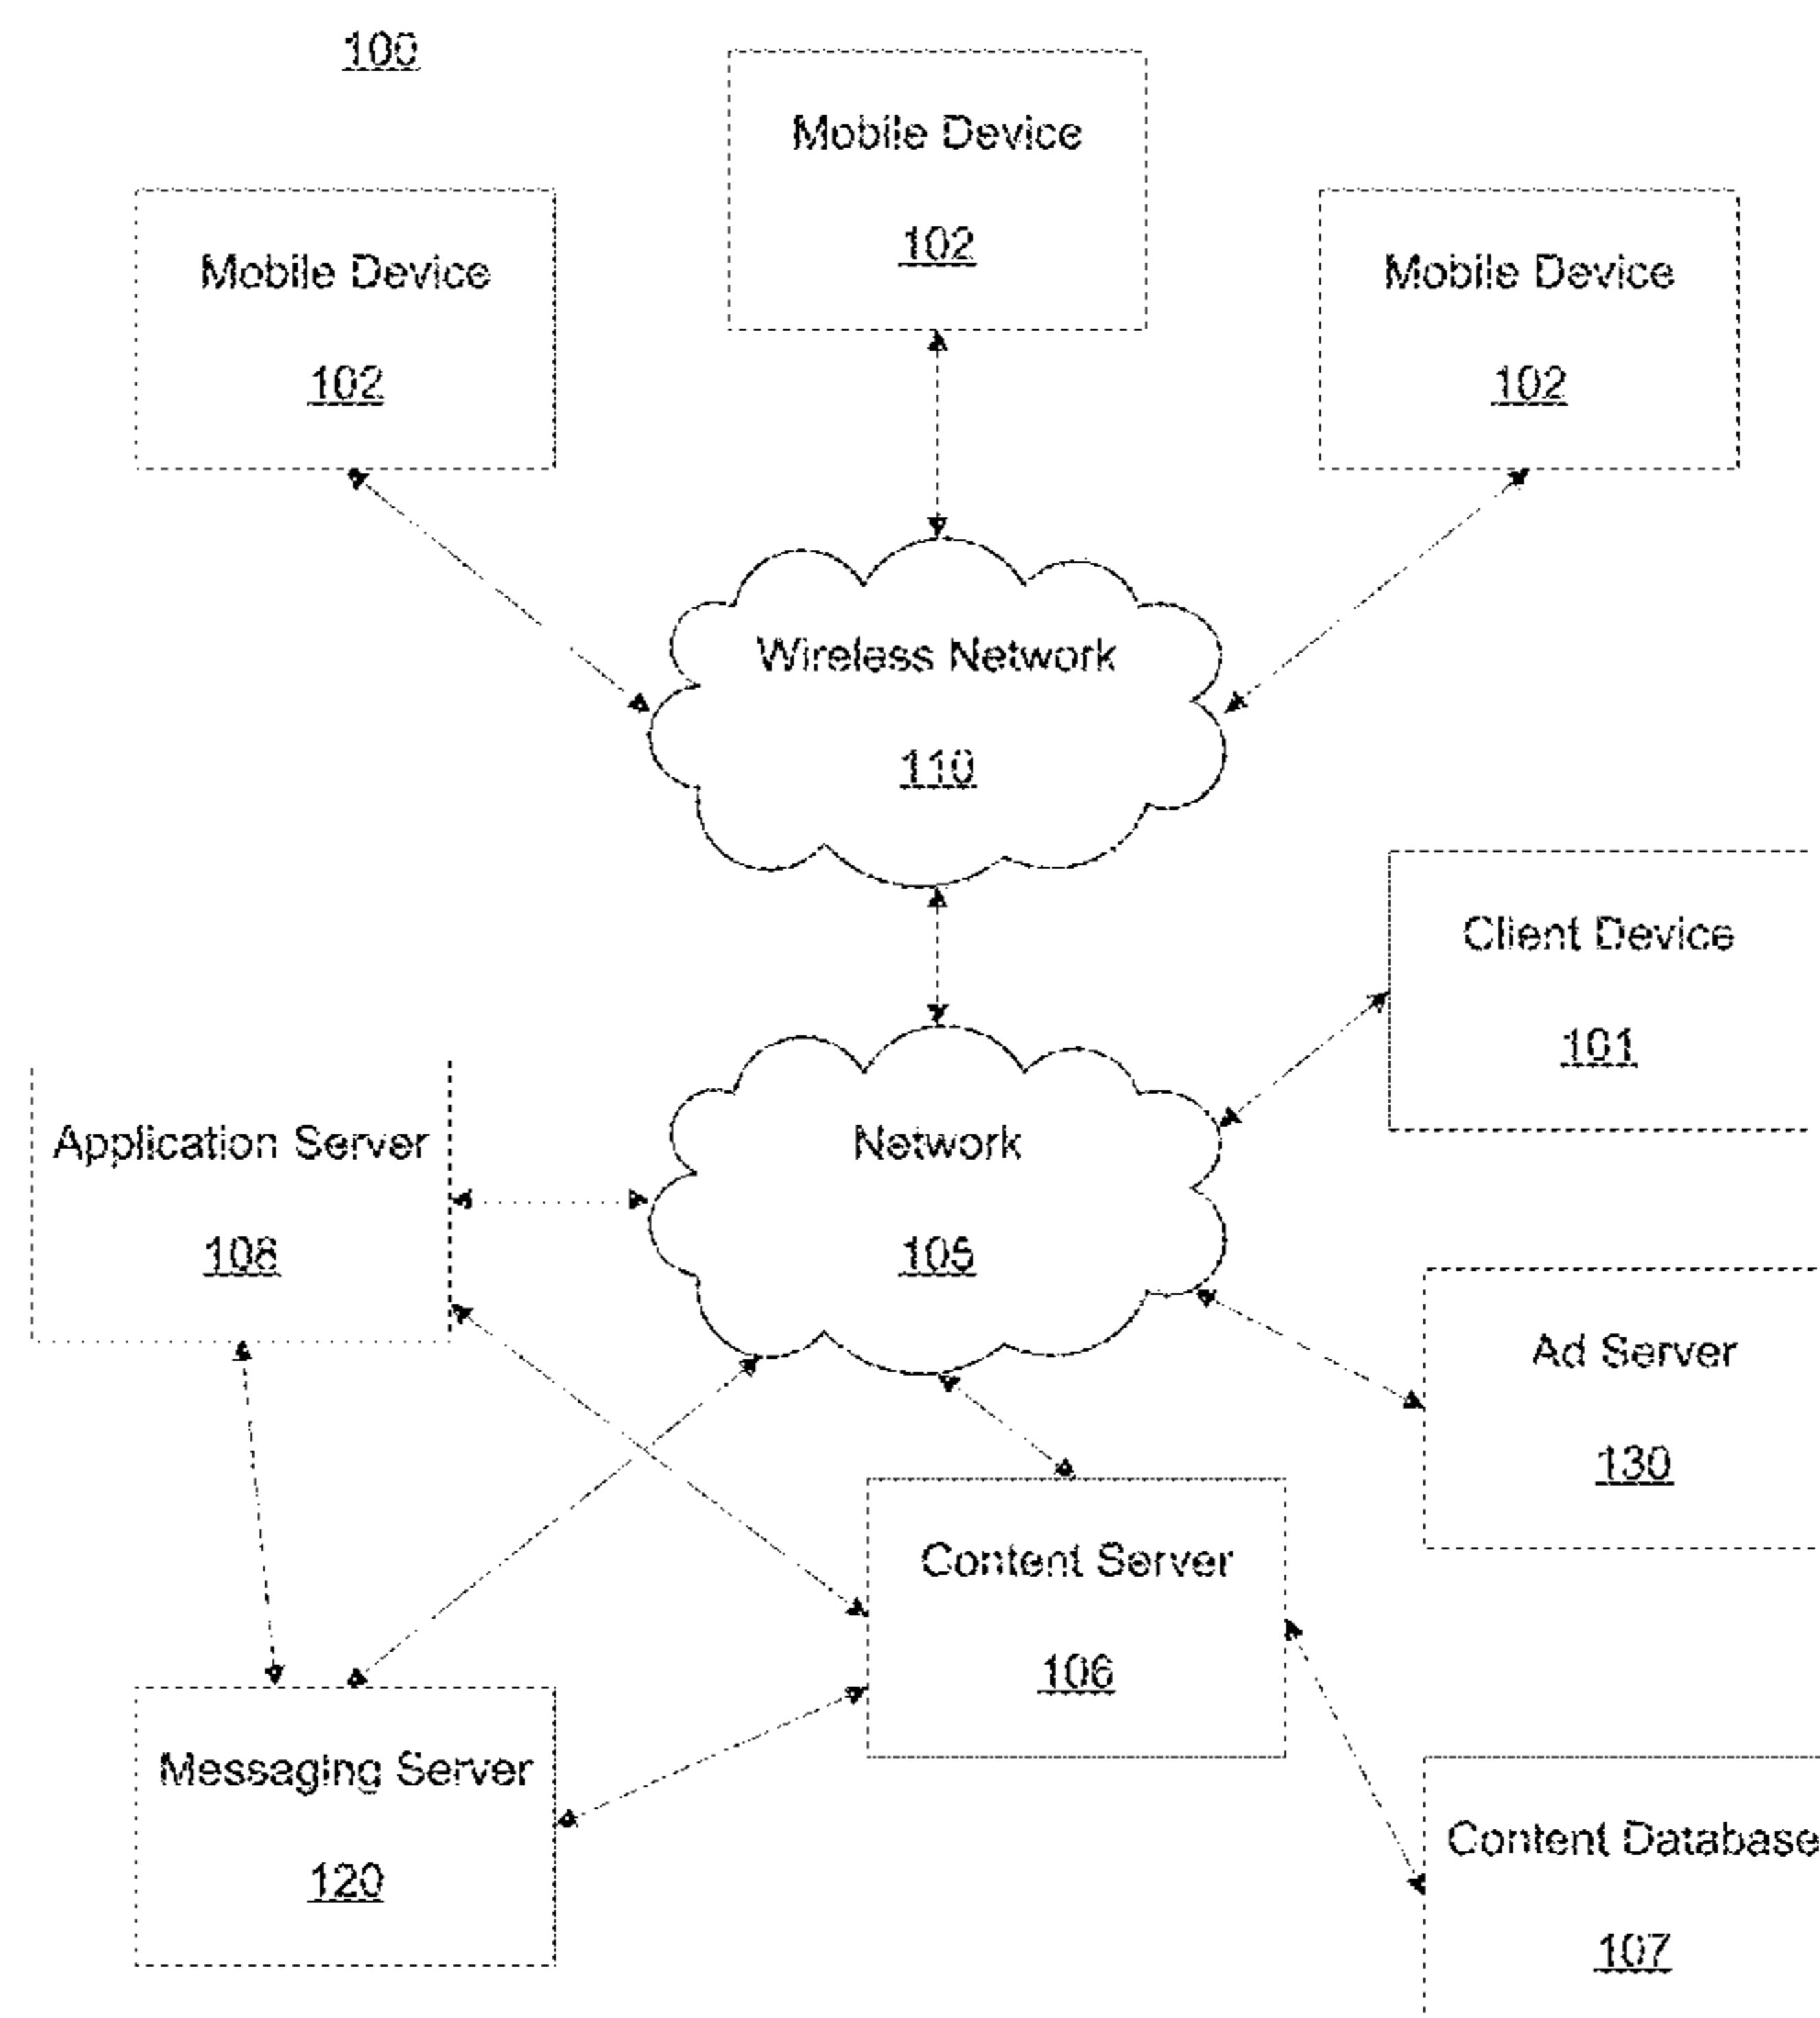 100
Mobile Device
102
Mobile Device
102
Mobile Device
102
Wireless Network
110
Client Device
101
Application Server
108
Network
105
Ad Server
130
Content Server
106
Messaging Server
120
Content Database
107